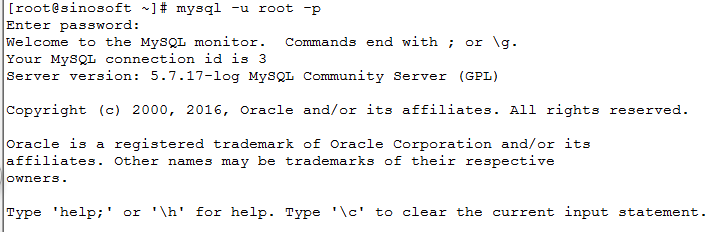 [root@sinosoft ~]# mysql -u root -p
Enter password:
Welcome to the MySQL monitor.  Commands end with ; or \g.
Your MySQL connection id is 3
Server version: 5.7.17-log MySQL Community Server (GPL)
Copyright (c) 2000, 2016, Oracle and/or its affiliates. All rights reserved.
Oracle is a registered trademark of Oracle Corporation and/or its
affiliates. Other names may be trademarks of their respective
owners.
Type 'help;' or '\h' for help. Type '\c' to clear the current input statement.